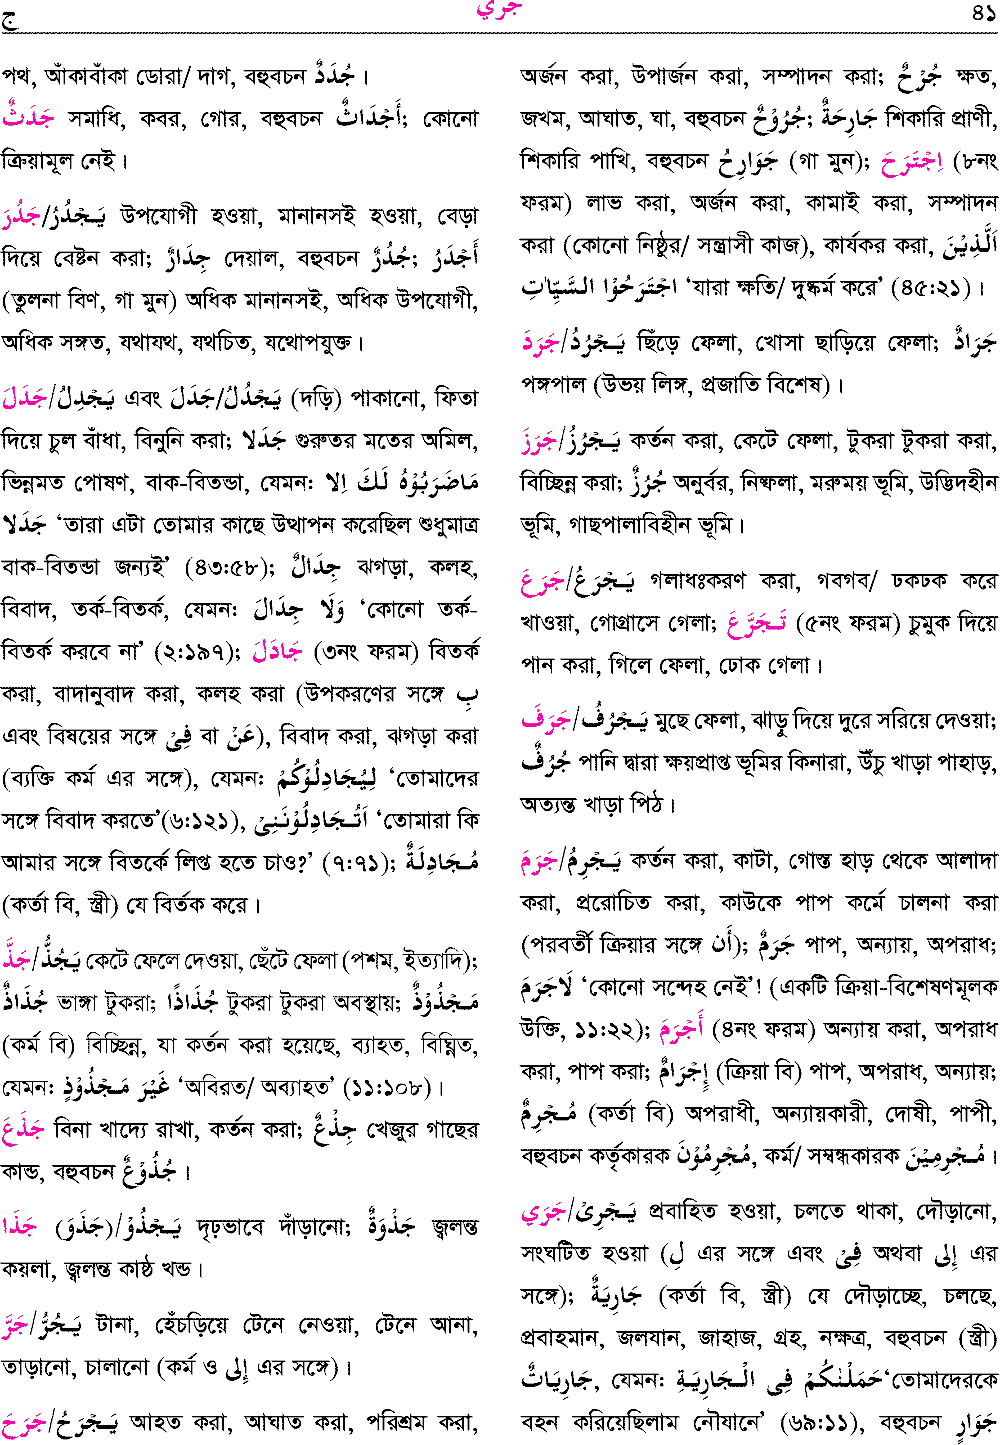 ج جري ৪১
পথ, আঁকাবাঁকা ডোরা/ দাগ, বহুবচন جُدَدٌ ।
جَدَثٌ সমাধি, কবর, গোর, বহুবচন أَجْدَاثٌ; কোনো
ক্রিয়ামূল নেই ।
جَدُرَ/يَجْدُرُ উপযোগী হওয়া, মানানসই হওয়া, বেড়া
দিয়ে বেষ্টন করা; جِدَارٌ দেয়াল, বহুবচন جُدُرٌ; أَجْدَرُ
(তুলনা বিণ, গা মুন) অধিক মানানসই, অধিক উপযোগী,
অধিক সঙ্গত, যথাযথ, যথচিত, যথোপযুক্ত ।
جَدَلَ/يَجْدِلُ এবং جَدَلَ/يَجْدُلُ (দড়ি) পাকানো, ফিতা
দিয়ে চুল বাঁধা, বিনুনি করা; جَدَلا গুরুতর মতের অমিল,
ভিন্নমত পোষণ, বাক-বিতন্ডা, যেমন: مَاضَرَبُوْهُ لَكَ اِلا
جَدَلا ‘তারা এটা তোমার কাছে উত্থাপন করেছিল শুধুমাত্র
বাক-বিতন্ডা জন্যই’ (৪৩:৫৮); جِدَالٌ ঝগড়া, কলহ,
বিবাদ, তর্ক-বিতর্ক, যেমন: وَلَا جِدَالَ ‘কোনো তর্ক-
বিতর্ক করবে না’ (২:১৯৭); جَادَلَ (৩নং ফরম) বিতর্ক
করা, বাদানুবাদ করা, কলহ করা (উপকরণের সঙ্গে بِ
এবং বিষয়ের সঙ্গে فِىْ বা عَنْ), বিবাদ করা, ঝগড়া করা
(ব্যক্তি কর্ম এর সঙ্গে), যেমন: لِيُجَادِلُوْكُمْ ‘তোমাদের
সঙ্গে বিবাদ করতে’(৬:১২১), اَتُجَادِلُوْنَنِىْ ‘তোমারা কি
আমার সঙ্গে বিতর্কে লিপ্ত হতে চাও?’ (৭:৭১); مُجَادِلَةٌ
(কর্তা বি, স্ত্রী) যে বির্তক করে ।
جَذَّ/يَجُذُّ কেটে ফেলে দেওয়া, ছেঁটে ফেলা (পশম, ইত্যাদি);
جُذَاذٌ ভাঙ্গা টুকরা; جُذَاذًا টুকরা টুকরা অবস্থায়; مَجْذُوْذٌ
(কর্ম বি) বিচ্ছিন্ন, যা কর্তন করা হয়েছে, ব্যাহত, বিঘ্নিত,
যেমন: غَيْرَ مَجْذُوْذٍ ‘অবিরত/ অব্যাহত’ (১১:১০৮) ।
جَذَعَ বিনা খাদ্যে রাখা, কর্তন করা; جِذْعٌ খেজুর গাছের
কান্ড, বহুবচন جُذُوْعٌ ।
جَذَا (جَذَوَ)/يَجْذُوْ দৃঢ়ভাবে দাঁড়ানো; جَذْوَةٌ জ্বলন্ত
কয়লা, জ্বলন্ত কাষ্ঠ খন্ড ।
جَرَّ/يَجُرُّ টানা, হেঁচড়িয়ে টেনে নেওয়া, টেনে আনা,
তাড়ানো, চালানো (কর্ম ও إِلى এর সঙ্গে) ।
جَرَحَ/يَجْرَحُ আহত করা, আঘাত করা, পরিশ্রম করা,
অর্জন করা, উপার্জন করা, সম্পাদন করা; جُرْحٌ ক্ষত,
জখম, আঘাত, ঘা, বহুবচন جُرُوْحٌ; جَارِحَةٌ শিকারি প্রাণী,
শিকারি পাখি, বহুবচন جَوَارِحُ (গা মুন); اِجْتَرَحَ (৮নং
ফরম) লাভ করা, অর্জন করা, কামাই করা, সম্পাদন
করা (কোনো নিষ্ঠুর/ সন্ত্রাসী কাজ), কার্যকর করা, اَلَّذِيْنَ
اجْتَرَحُوْا السَّيِّاتِ ‘যারা ক্ষতি/ দুষ্কর্ম করে’ (৪৫:২১) ।
جَرَدَ/يَجْرُدُ ছিঁড়ে ফেলা, খোসা ছাড়িয়ে ফেলা; جَرَادٌ
পঙ্গপাল (উভয় লিঙ্গ, প্রজাতি বিশেষ) ।
جَرَزَ/يَجْرُزُ কর্তন করা, কেটে ফেলা, টুকরা টুকরা করা,
বিচ্ছিন্ন করা; جُرُزٌ অনুর্বর, নিষ্ফলা, মরুময় ভূমি, উদ্ভিদহীন
ভূমি, গাছপালাবিহীন ভূমি ।
جَرَعَ/يَجْرَعُ গলাধঃকরণ করা, গবগব/ ঢকঢক করে
খাওয়া, গোগ্রাসে গেলা; تَجَرَّعَ (৫নং ফরম) চুমুক দিয়ে
পান করা, গিলে ফেলা, ঢোক গেলা ।
جَرَفَ/يَجْرُفُ মুছে ফেলা, ঝাড়ু দিয়ে দুরে সরিয়ে দেওয়া;
جُرُفٌ পানি দ্বারা ক্ষয়প্রাপ্ত ভূমির কিনারা, উঁচু খাড়া পাহাড়,
অত্যন্ত খাড়া পিঠ ।
جَرَمَ/يَجْرِمُ কর্তন করা, কাটা, গোস্ত হাড় থেকে আলাদা
করা, প্ররোচিত করা, কাউকে পাপ কর্মে চালনা করা
(পরবর্তী ক্রিয়ার সঙ্গে أَن); جَرَمٌ পাপ, অন্যায়, অপরাধ;
لَاجَرَمَ ‘কোনো সন্দেহ নেই’! (একটি ক্রিয়া-বিশেষণমূলক
উক্তি, ১১:২২); أَجْرَمَ (৪নং ফরম) অন্যায় করা, অপরাধ
করা, পাপ করা; إِجْرَامٌ (ক্রিয়া বি) পাপ, অপরাধ, অন্যায়;
مُجْرِمٌ (কর্তা বি) অপরাধী, অন্যায়কারী, দোষী, পাপী,
বহুবচন কর্তৃকারক مُجْرِمُوْنَ, কর্ম/ সম্বন্ধকারক مُجْرِمِيْنَ ।
جَرَي/يَجْرِىْ প্রবাহিত হওয়া, চলতে থাকা, দৌড়ানো,
সংঘটিত হওয়া (لِ এর সঙ্গে এবং فِىْ অথবা إِلى এর
সঙ্গে); جَارِيَةٌ (কর্তা বি, স্ত্রী) যে দৌড়াচ্ছে, চলছে,
প্রবাহমান, জলযান, জাহাজ, গ্রহ, নক্ষত্র, বহুবচন (স্ত্রী)
جَارِيَاتٌ, যেমন: حَمَلْنٰكُمْ فِى الْجَارِيَةِ‘তোমাদেরকে
বহন করিয়েছিলাম নৌযানে’ (৬৯:১১), বহুবচন جَوَارٍ